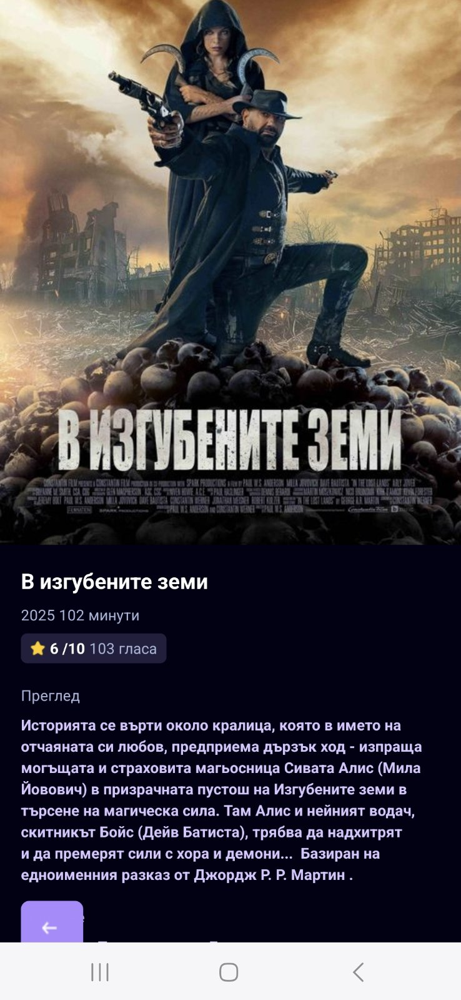 В ИЗГУБЕНИТЕ ЗЕМИ
В изгубените земи
2025 102 минути
6 /10 103 гласа
Преглед
Историята се върти около кралица, която в името на
отчаяната си любов, предприема дързък ход - изпраща
могъщата и страховита магьосница Сивата Алис (Мила
Йовович) в призрачната пустош на Изгубените земи в
търсене на магическа сила. Там Алис и нейният водач,
скитникът Бойс (Дейв Батиста), трябва да надхитрят
и да премерят сили с хора и демони... Базиран на
едноименния разказ от Джордж Р. Р. Мартин .